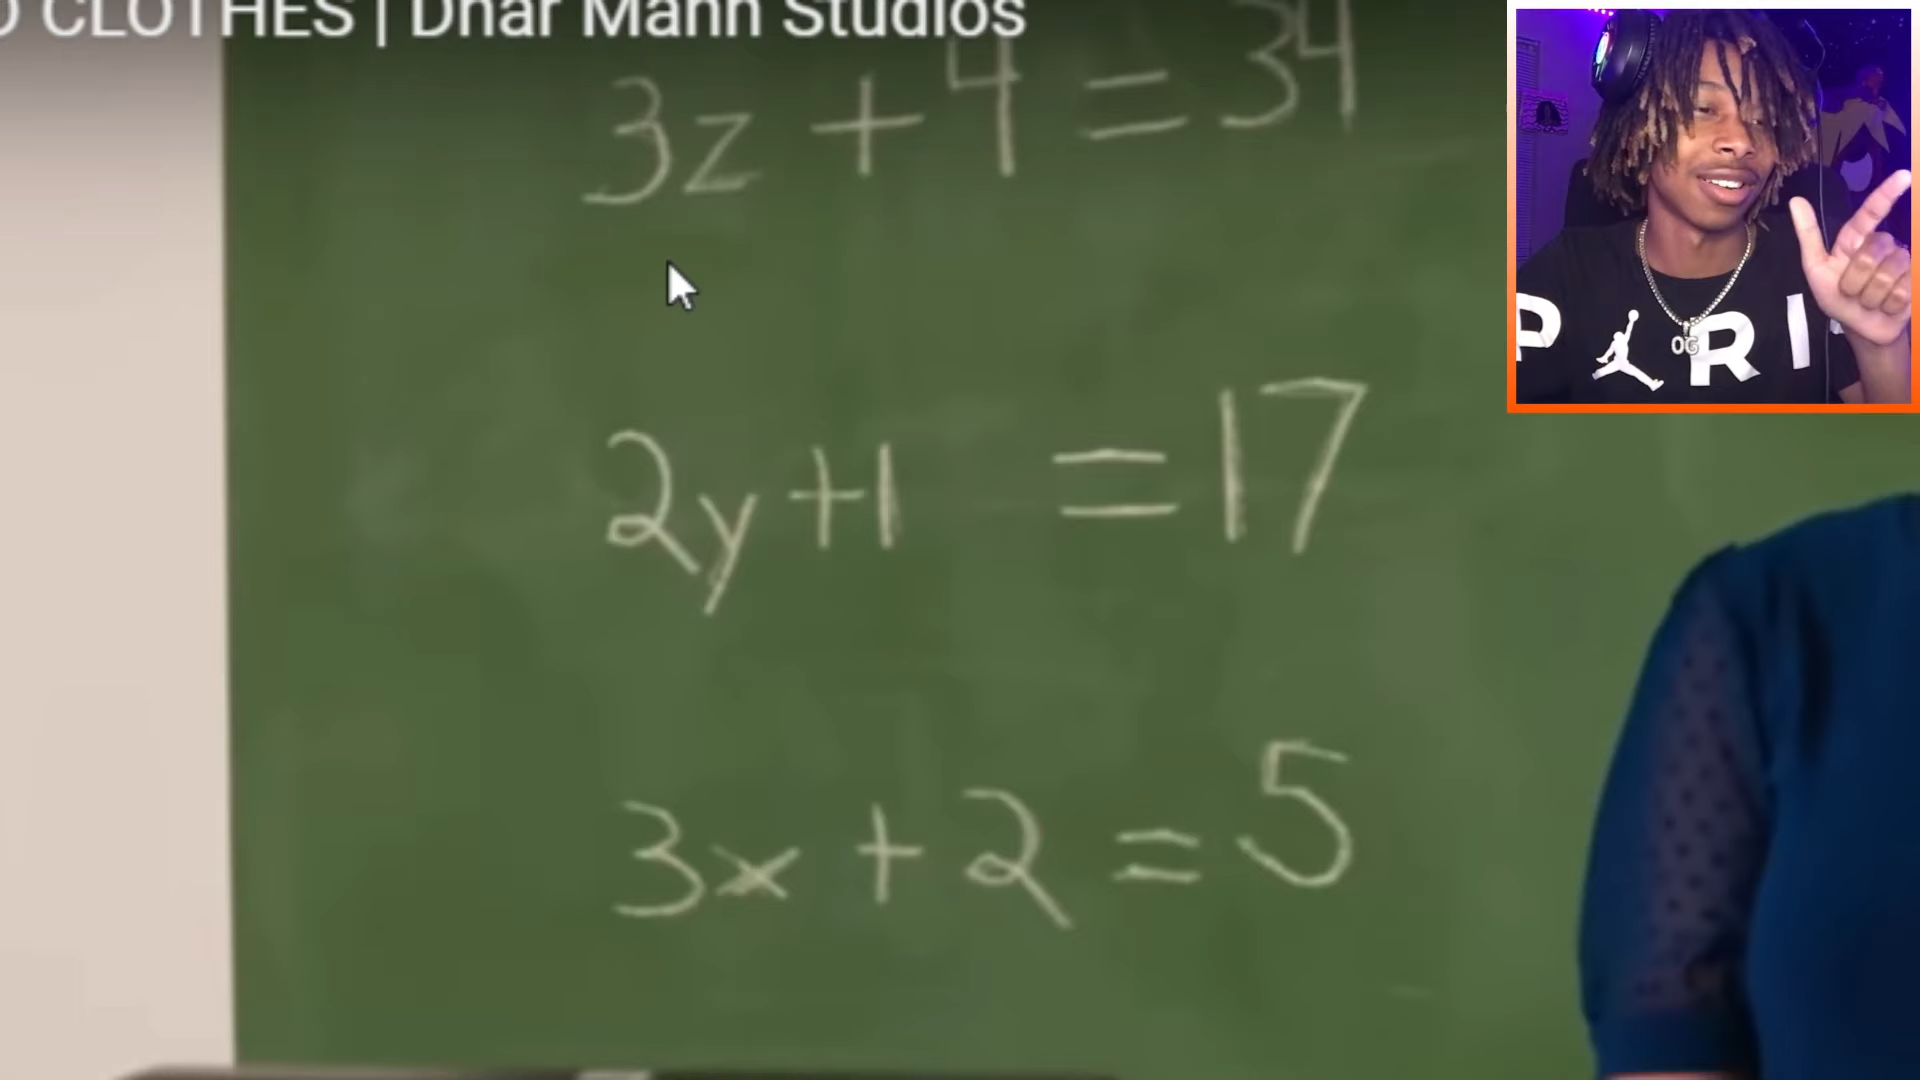 CLOTHES | Dhar Mann Studios
3z + 4 = 34
2y+1 = 17
3x + 2 = 5
PARI
OG